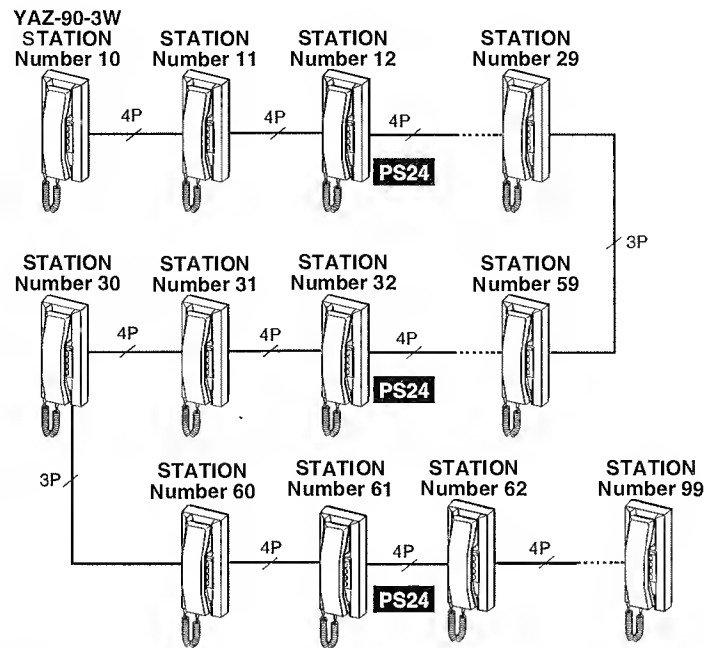 YAZ-90-3W
STATION Number 10
STATION Number 11
STATION Number 12
STATION Number 29
4P
4P
4P
PS24
3P
STATION Number 30
STATION Number 31
STATION Number 32
STATION Number 59
4P
4P
4P
PS24
3P
STATION Number 60
STATION Number 61
STATION Number 62
STATION Number 99
4P
4P
4P
PS24